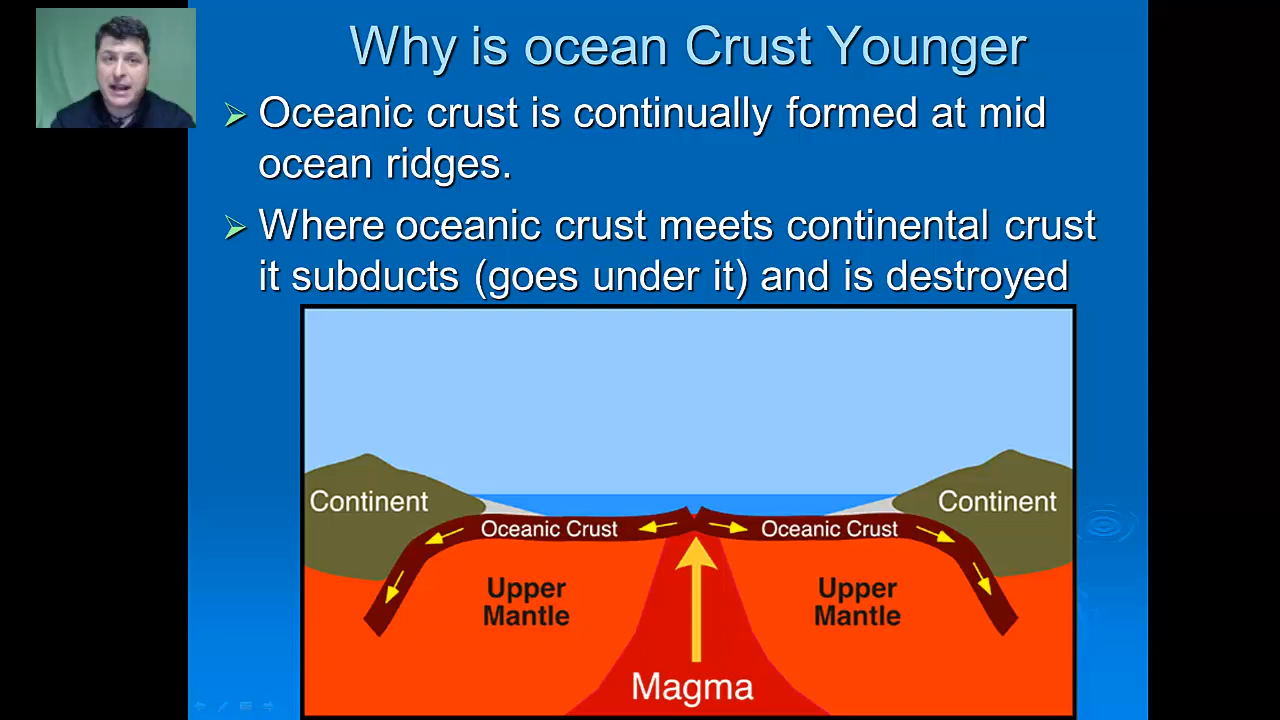 Why is ocean Crust Younger
Oceanic crust is continually formed at mid
ocean ridges.
Where oceanic crust meets continental crust
it subducts (goes under it) and is destroyed
Continent
Continent
Oceanic Crust
Oceanic Crust
Upper
Mantle
Upper
Mantle
Magma